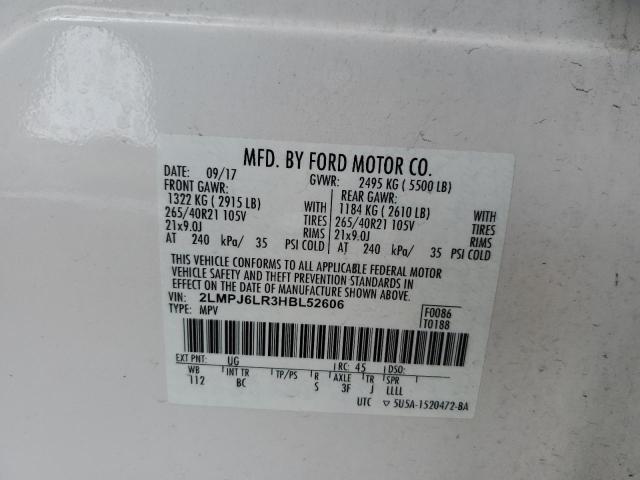 MFD. BY FORD MOTOR CO.
DATE: 09/17 GVWR: 2495 KG ( 5500 LB)
FRONT GAWR: REAR GAWR:
1322 KG ( 2915 LB) WITH 1184 KG ( 2610 LB) WITH
265/40R21 105V TIRES 265/40R21 105V TIRES
21x9.0J RIMS 21x9.0J RIMS
AT 240 kPa/ 35 PSI COLD AT 240 kPa/ 35 PSI COLD
THIS VEHICLE CONFORMS TO ALL APPLICABLE FEDERAL MOTOR
VEHICLE SAFETY AND THEFT PREVENTION STANDARDS IN
EFFECT ON THE DATE OF MANUFACTURE SHOWN ABOVE.
VIN: 2LMPJ6LR3HBL52606 F0086
TYPE: MPV T0188
EXT PNT: UG RC: 45 DSO:
WB INT TR TP/PS R AXLE TR SPR
112 BC S 3F J LLLL
UTC ▽ 5U5A-1520472-BA